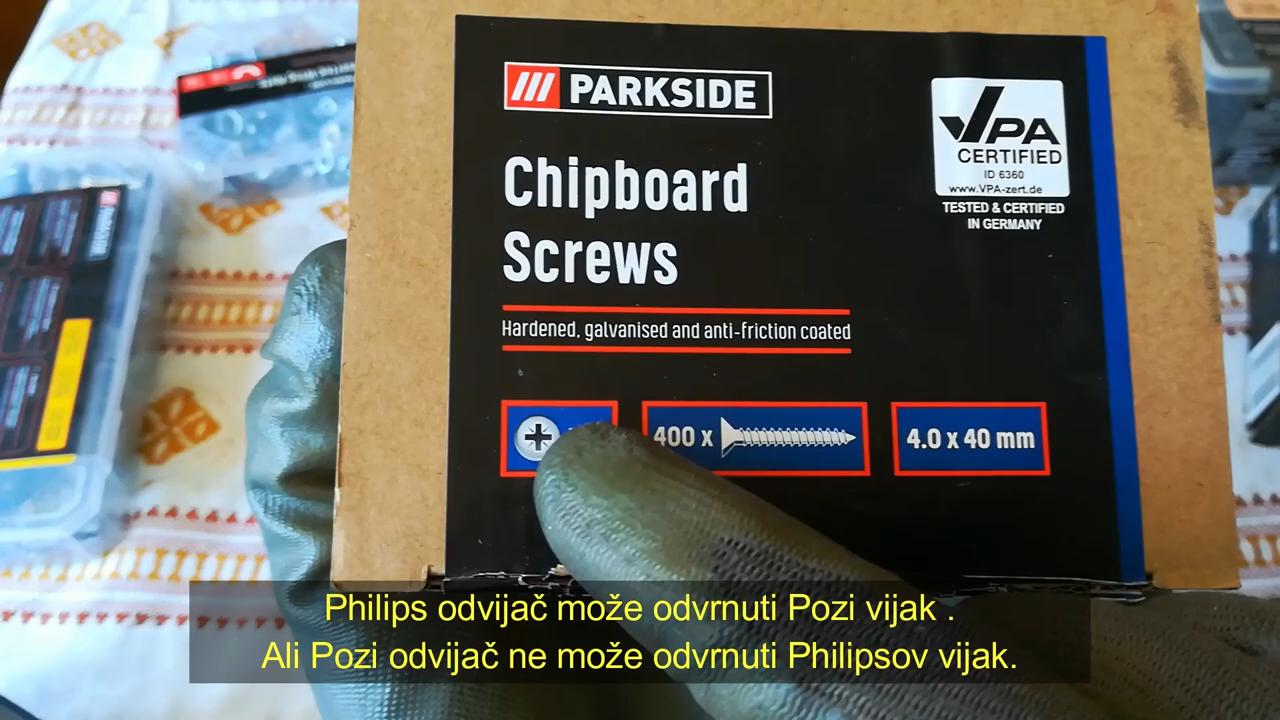 PARKSIDE
VPA
CERTIFIED
ID 6360
www.VPA-zert.de
TESTED & CERTIFIED
IN GERMANY
Chipboard
Screws
Hardened, galvanised and anti-friction coated
400 x
4.0 x 40 mm
PARKSIDE
Philips odvijač može odvrnuti Pozi vijak .
Ali Pozi odvijač ne može odvrnuti Philipsov vijak.